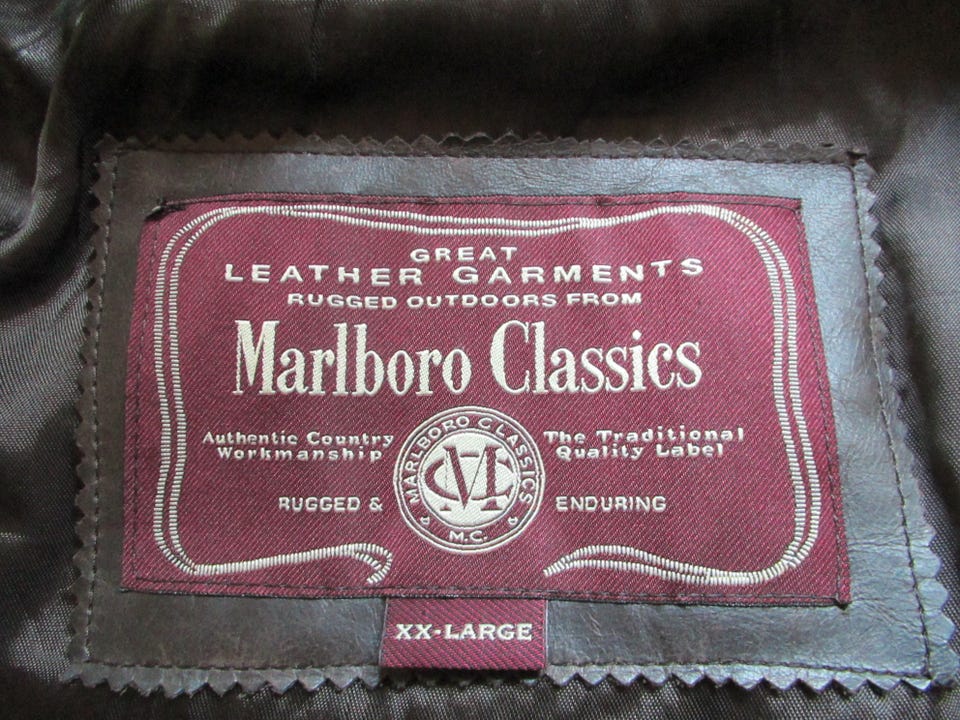 GREAT
LEATHER GARMENTS
RUGGED OUTDOORS FROM
Marlboro Classics
Authentic Country
Workmanship
The Traditional
Quality Label
MARLBORO CLASSICS
MC
M.C.
RUGGED &
ENDURING
XX-LARGE